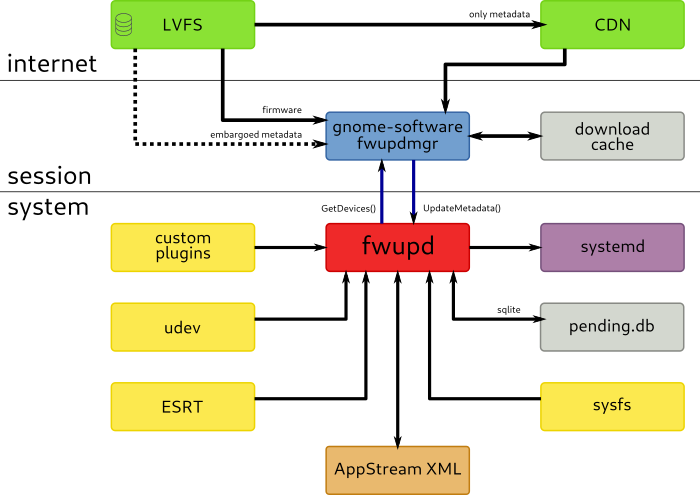 LVFS
only metadata
CDN
internet
firmware
embargoed metadata
gnome-software
fwupdmgr
download
cache
session
system
GetDevices()
UpdateMetadata()
custom
plugins
fwupd
systemd
udev
sqlite
pending.db
ESRT
sysfs
AppStream XML